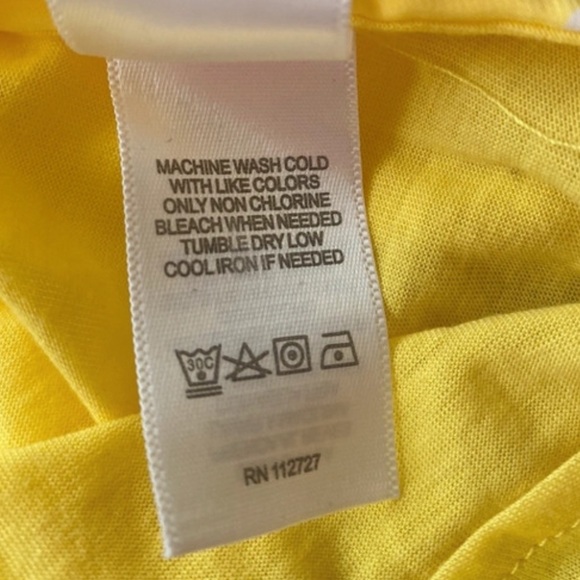 MACHINE WASH COLD
WITH LIKE COLORS
ONLY NON CHLORINE
BLEACH WHEN NEEDED
TUMBLE DRY LOW
COOL IRON IF NEEDED
30C
RN 112727